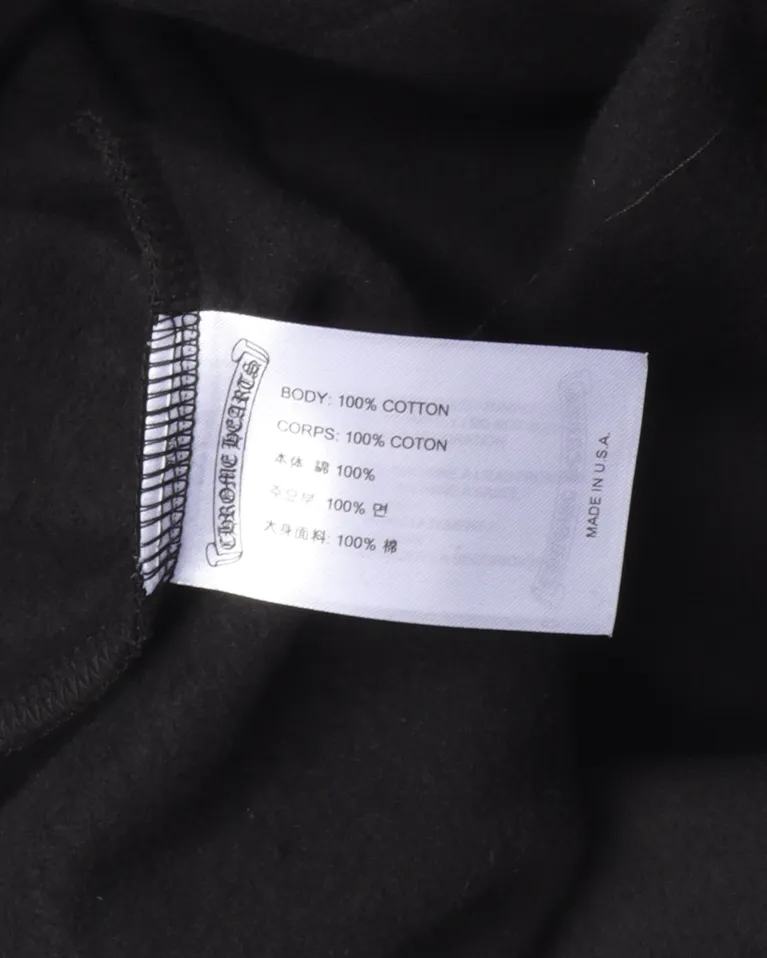 CHROME HEARTS
BODY: 100% COTTON
CORPS: 100% COTON
本体 綿 100%
주요부 100% 면
大身面料: 100% 棉
MADE IN U.S.A.